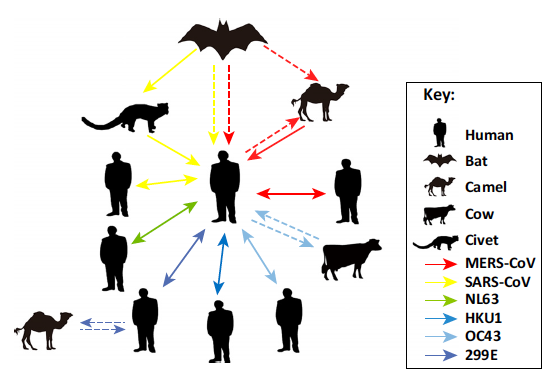 Key:
Human
Bat
Camel
Cow
Civet
MERS-CoV
SARS-CoV
NL63
HKU1
OC43
299E